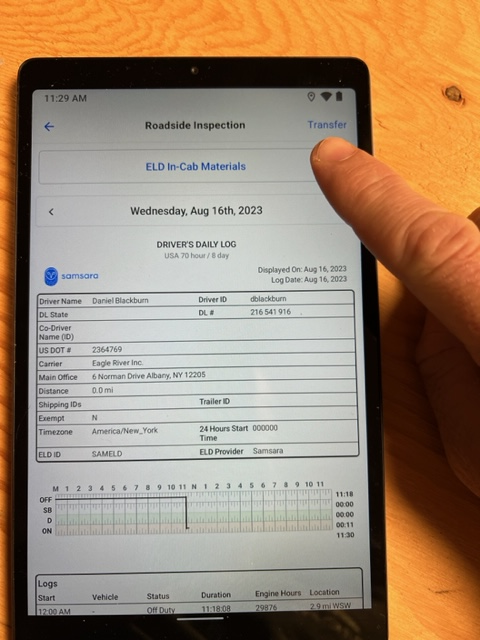 11:29 AM
Roadside Inspection Transfer
ELD In-Cab Materials
Wednesday, Aug 16th, 2023
DRIVER'S DAILY LOG
USA 70 hour / 8 day
samsara
Displayed On: Aug 16, 2023
Log Date: Aug 16, 2023
Driver Name Daniel Blackburn Driver ID dblackburn
DL State DL # 216 541 916
Co-Driver Name (ID)
US DOT # 2364769
Carrier Eagle River Inc.
Main Office 6 Norman Drive Albany, NY 12205
Distance 0.0 mi
Shipping IDs Trailer ID
Exempt N
Timezone America/New_York 24 Hours Start Time 000000
ELD ID SAMELD ELD Provider Samsara
M 1 2 3 4 5 6 7 8 9 10 11 N 1 2 3 4 5 6 7 8 9 10 11
OFF 11:18
SB 00:00
D 00:00
ON 00:11
11:30
Logs
Start Vehicle Status Duration Engine Hours Location
12:00 AM - Off Duty 11:18:08 29876 2.9 mi WSW